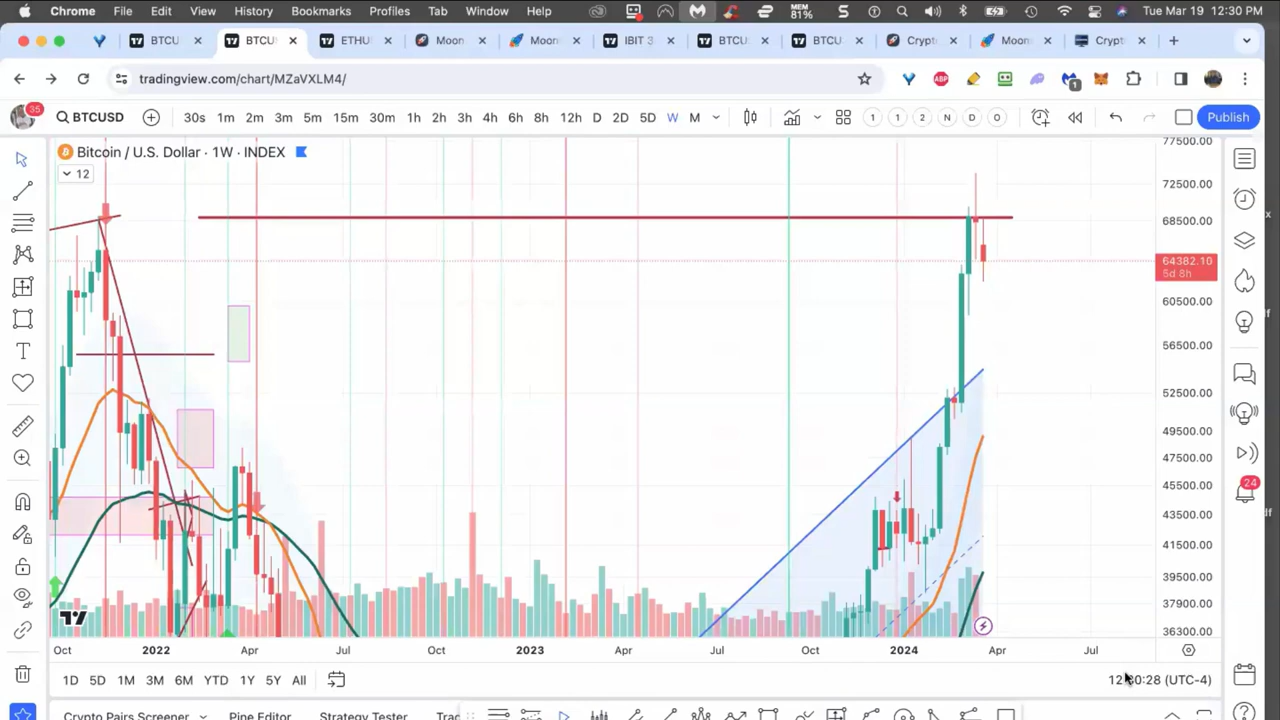 Chrome File Edit View History Bookmarks Profiles Tab Window Help MEM 81% Tue Mar 19 12:30 PM
BTCU BTCU ETHU Moon Moon IBIT 3 BTCU BTCU Crypt Moon Crypt
tradingview.com/chart/MZaVXLM4/
35 BTCUSD 30s 1m 2m 3m 5m 15m 30m 1h 2h 3h 4h 6h 8h 12h D 2D 5D W M 1 1 2 N D O Publish
Bitcoin / U.S. Dollar · 1W · INDEX
12
77500.00
72500.00
68500.00
64382.10
5d 8h
60500.00
56500.00
52500.00
49500.00
47500.00
45500.00
43500.00
41500.00
39500.00
37900.00
36300.00
24
Oct 2022 Apr Jul Oct 2023 Apr Jul Oct 2024 Apr Jul
1D 5D 1M 3M 6M YTD 1Y 5Y All (UTC-4)
Crypto Pairs Screener Pine Editor Strategy Tester